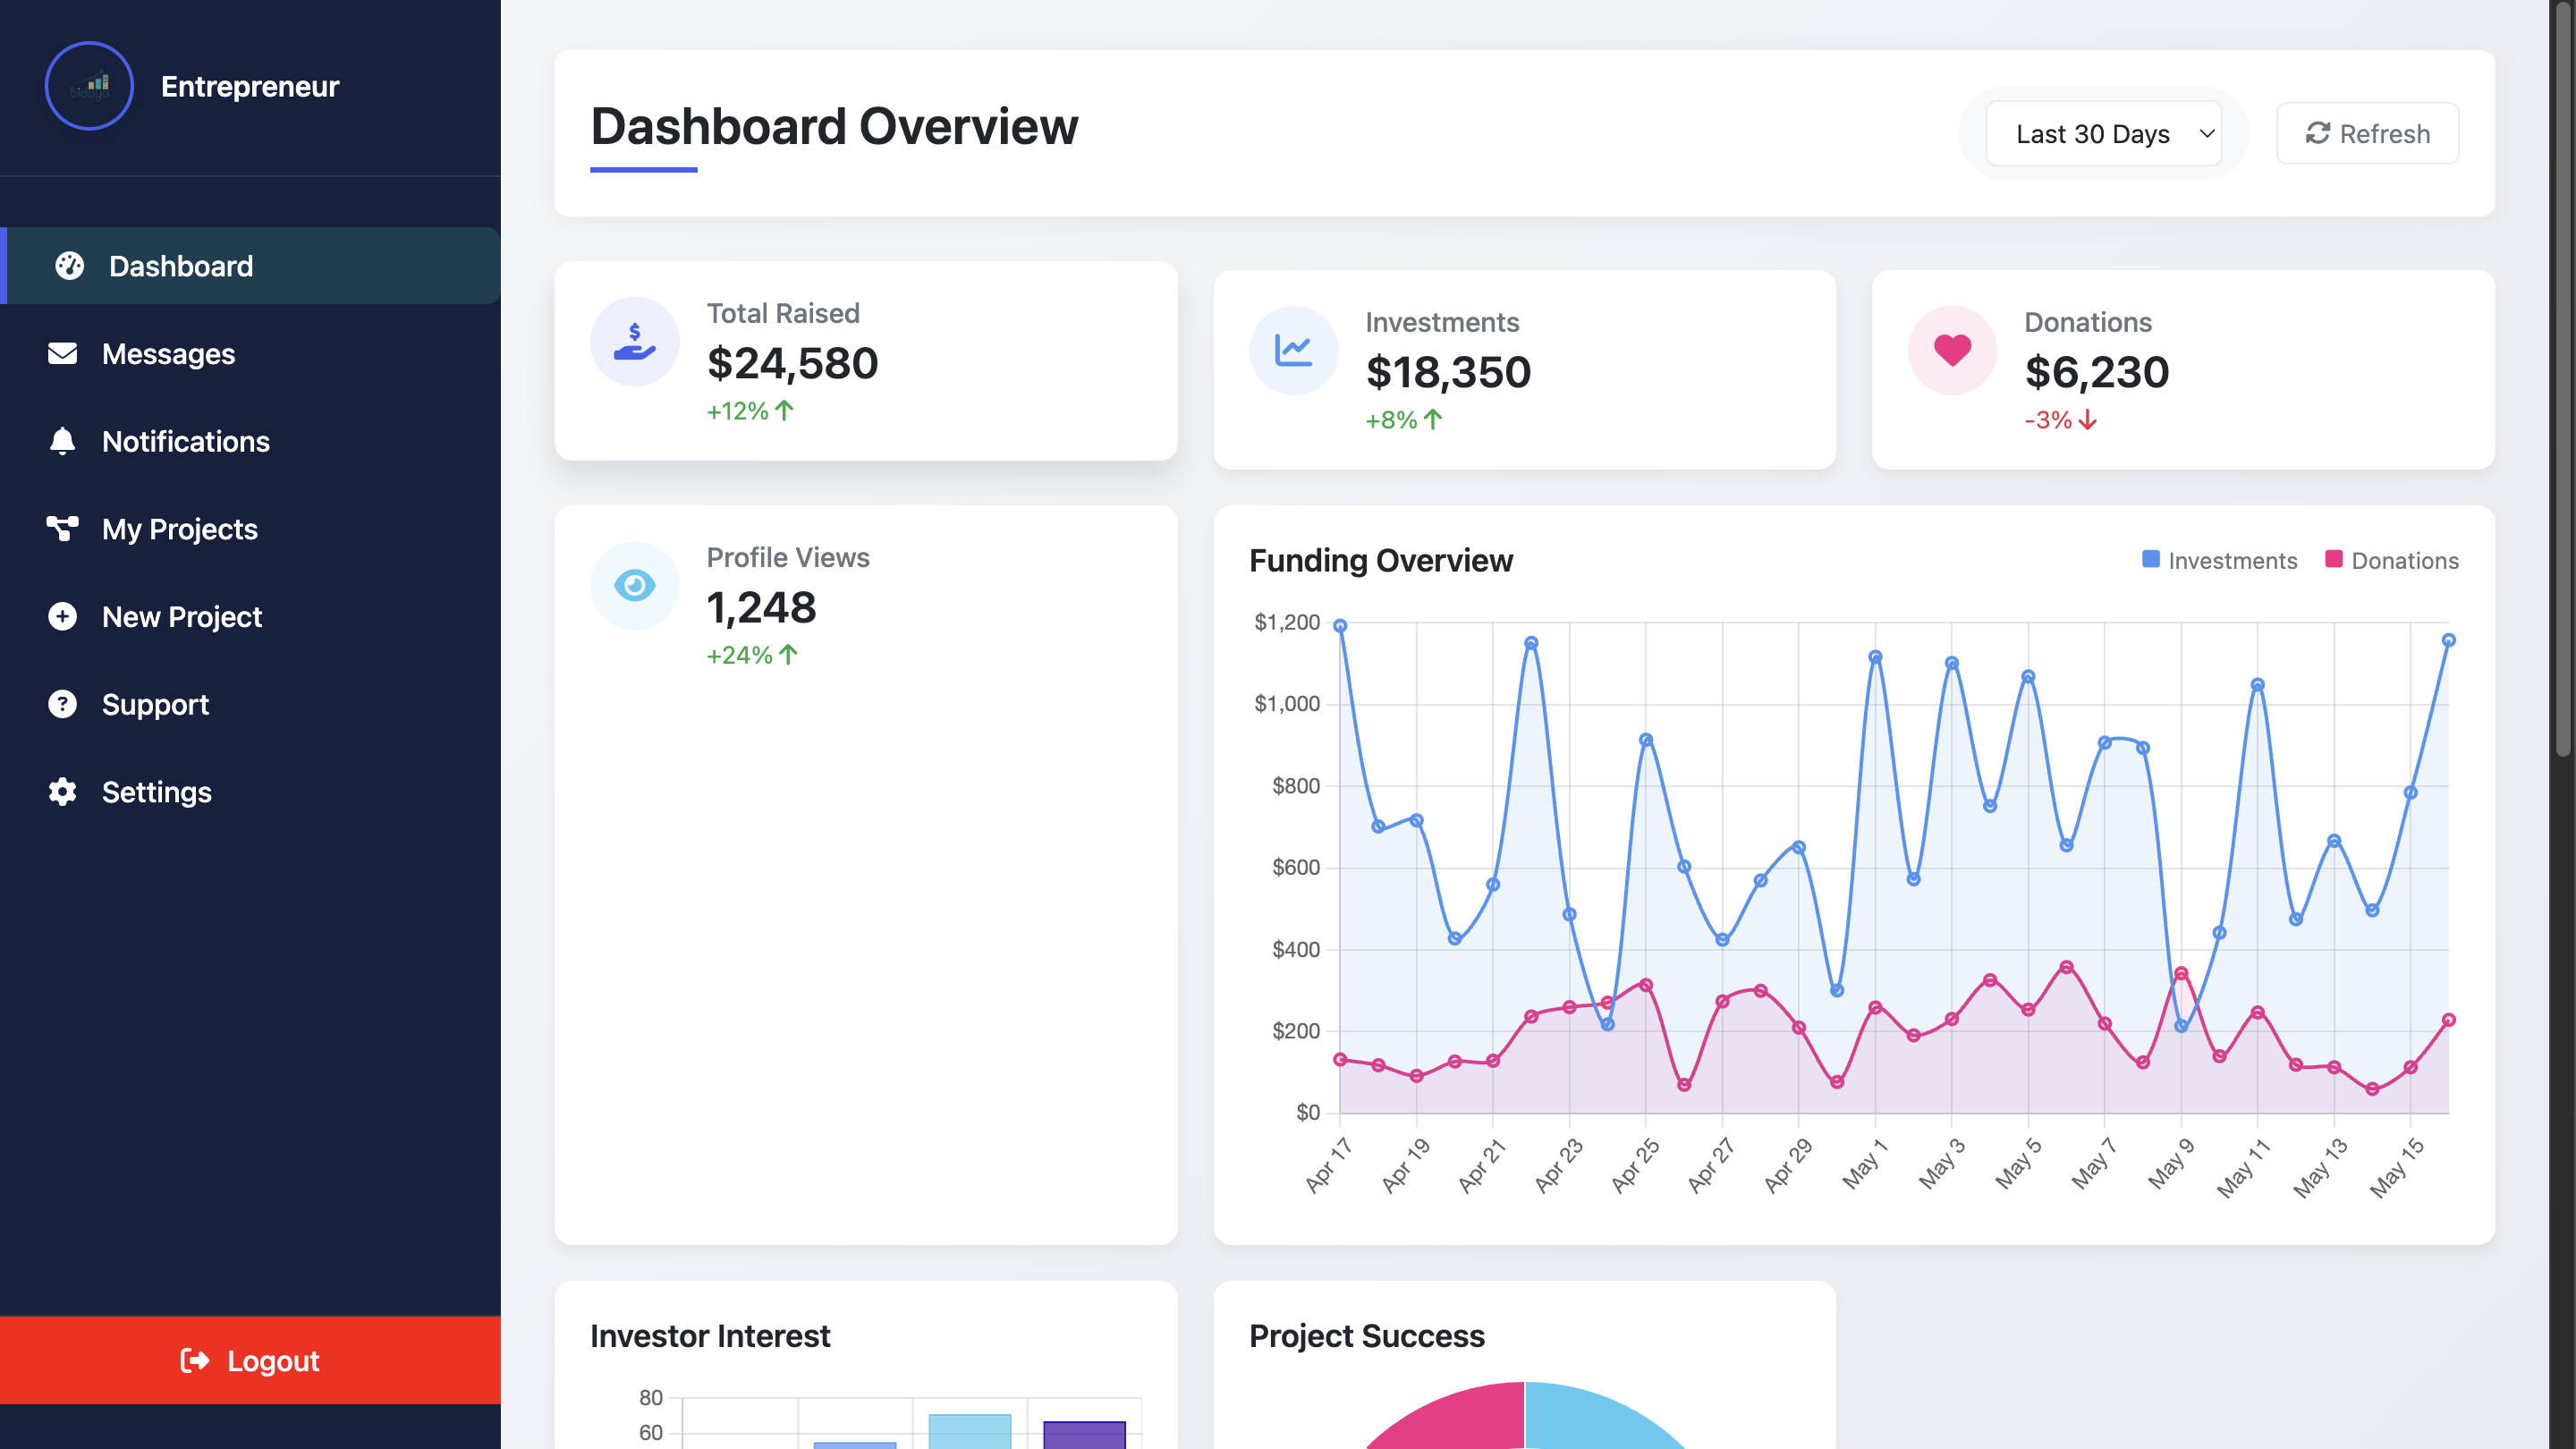 bidaya
Entrepreneur
Dashboard
Messages
Notifications
My Projects
New Project
Support
Settings
Logout
Dashboard Overview
Last 30 Days
Refresh
Total Raised
$24,580
+12%
Investments
$18,350
+8%
Donations
$6,230
-3%
Profile Views
1,248
+24%
Funding Overview
Investments Donations
$1,200
$1,000
$800
$600
$400
$200
$0
Apr 17 Apr 19 Apr 21 Apr 23 Apr 25 Apr 27 Apr 29 May 1 May 3 May 5 May 7 May 9 May 11 May 13 May 15
Investor Interest
80
60
Project Success